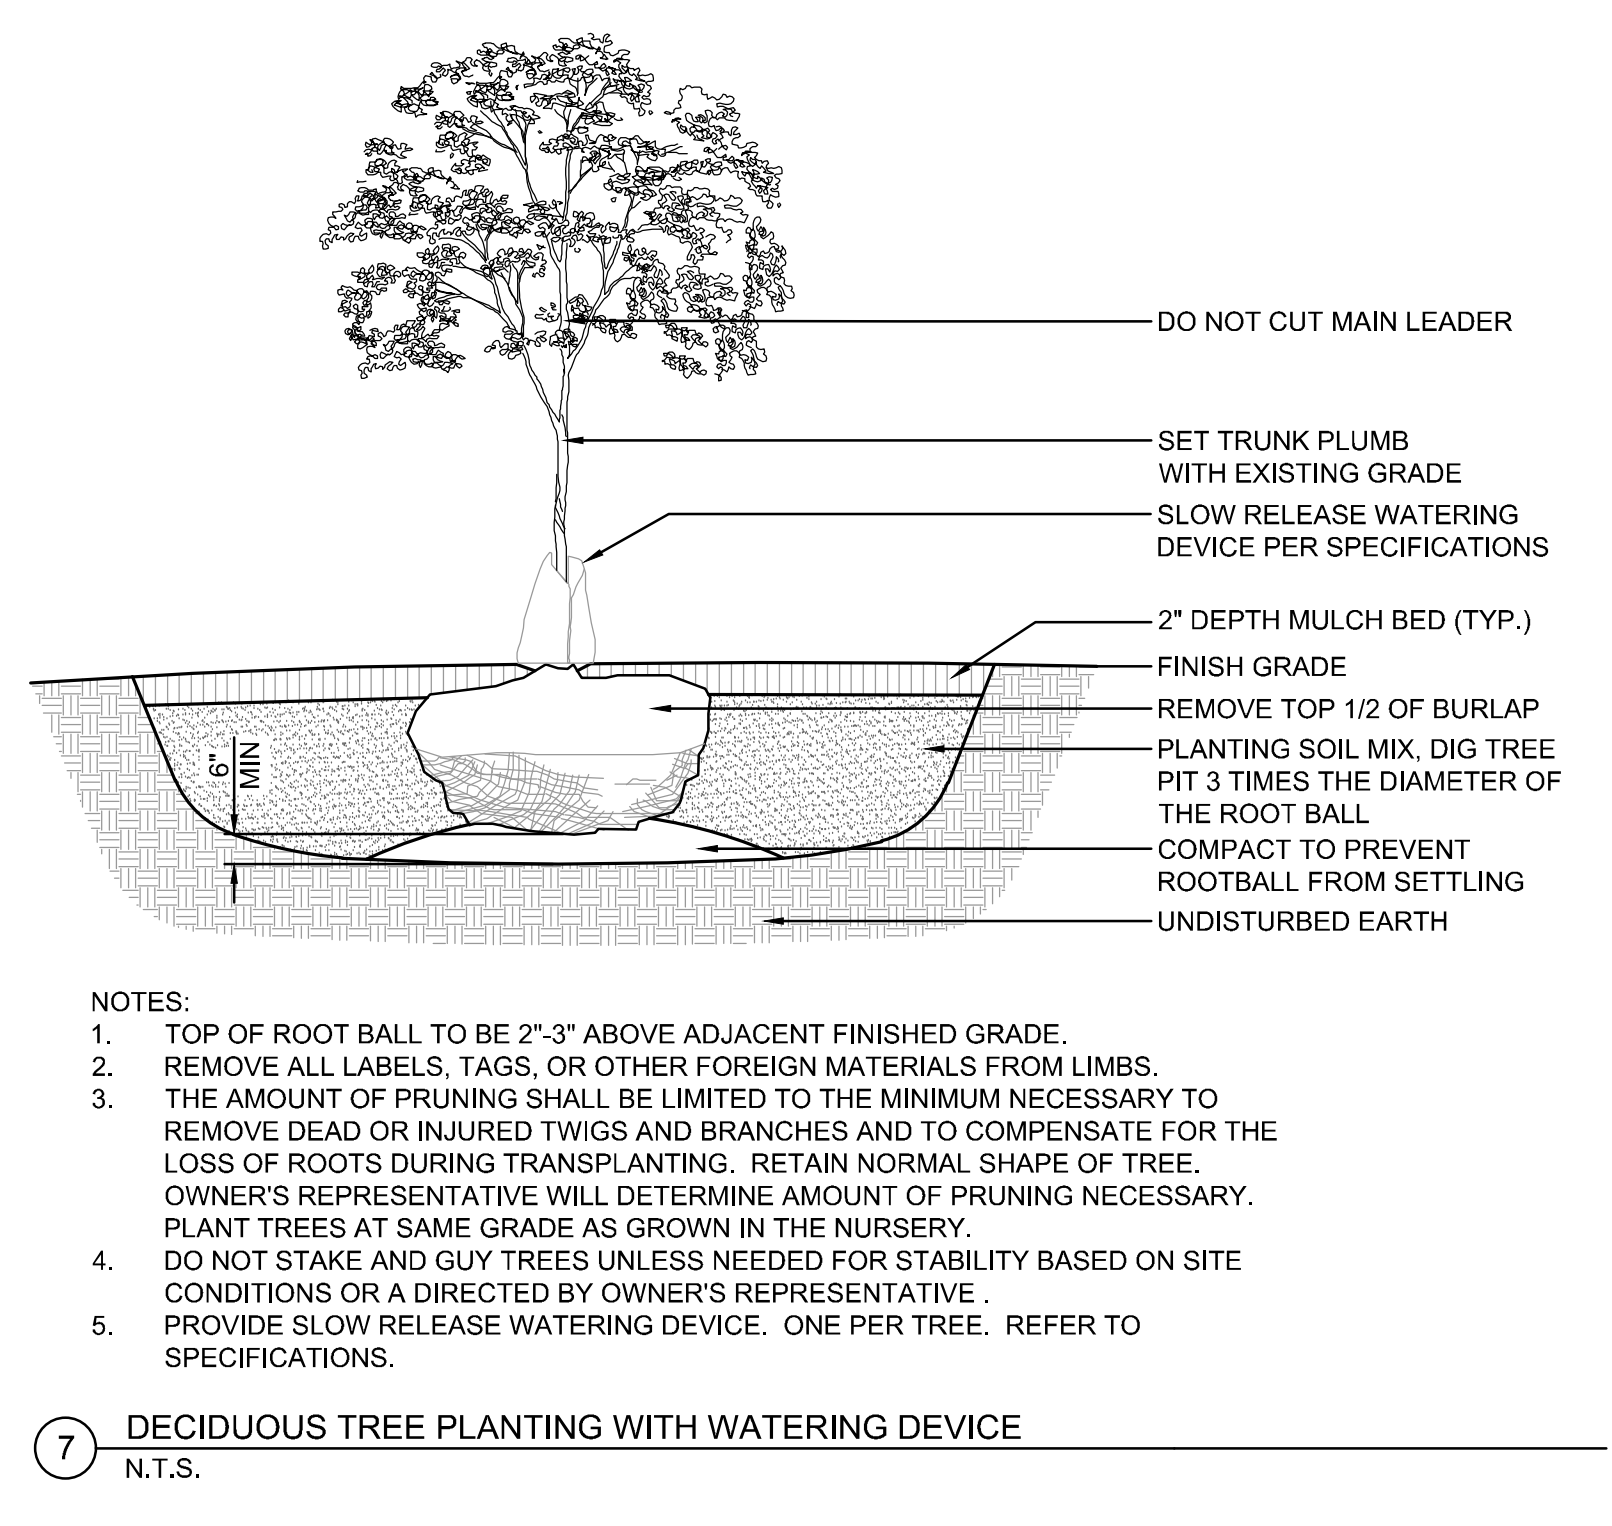 DO NOT CUT MAIN LEADER
SET TRUNK PLUMB
WITH EXISTING GRADE
SLOW RELEASE WATERING
DEVICE PER SPECIFICATIONS
2" DEPTH MULCH BED (TYP.)
FINISH GRADE
REMOVE TOP 1/2 OF BURLAP
PLANTING SOIL MIX, DIG TREE
PIT 3 TIMES THE DIAMETER OF
THE ROOT BALL
COMPACT TO PREVENT
ROOTBALL FROM SETTLING
UNDISTURBED EARTH
6"
MIN
NOTES:
1. TOP OF ROOT BALL TO BE 2"-3" ABOVE ADJACENT FINISHED GRADE.
2. REMOVE ALL LABELS, TAGS, OR OTHER FOREIGN MATERIALS FROM LIMBS.
3. THE AMOUNT OF PRUNING SHALL BE LIMITED TO THE MINIMUM NECESSARY TO
REMOVE DEAD OR INJURED TWIGS AND BRANCHES AND TO COMPENSATE FOR THE
LOSS OF ROOTS DURING TRANSPLANTING. RETAIN NORMAL SHAPE OF TREE.
OWNER'S REPRESENTATIVE WILL DETERMINE AMOUNT OF PRUNING NECESSARY.
PLANT TREES AT SAME GRADE AS GROWN IN THE NURSERY.
4. DO NOT STAKE AND GUY TREES UNLESS NEEDED FOR STABILITY BASED ON SITE
CONDITIONS OR A DIRECTED BY OWNER'S REPRESENTATIVE .
5. PROVIDE SLOW RELEASE WATERING DEVICE. ONE PER TREE. REFER TO
SPECIFICATIONS.
7 DECIDUOUS TREE PLANTING WITH WATERING DEVICE
N.T.S.